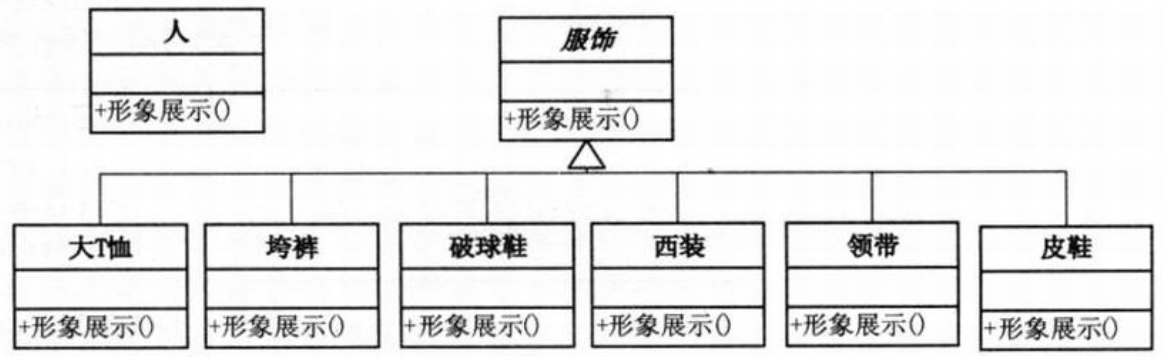 人
+形象展示()
服饰
+形象展示()
大T恤
垮裤
破球鞋
西装
领带
皮鞋
+形象展示()
+形象展示()
+形象展示()
+形象展示()
+形象展示()
+形象展示()